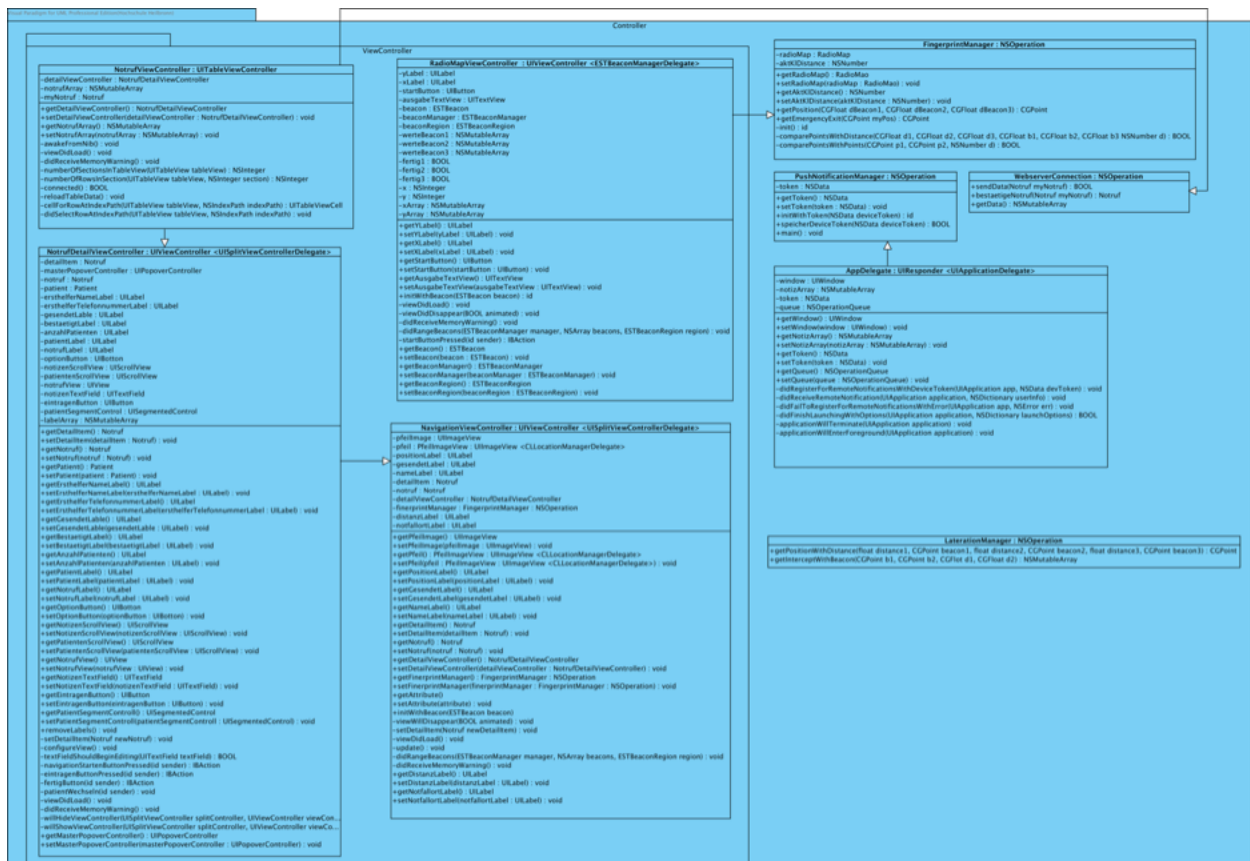 Visual Paradigm for UML Professional Edition(Hochschule Heilbronn)
Controller
ViewController
NotrufViewController : UITableViewController
-detailViewController : NotrufDetailViewController
-notrufArray : NSMutableArray
-myNotruf : Notruf
+getDetailViewController() : NotrufDetailViewController
+setDetailViewController(detailViewController : NotrufDetailViewController) : void
+getNotrufArray() : NSMutableArray
+setNotrufArray(notrufArray : NSMutableArray) : void
-awakeFromNib() : void
-viewDidLoad() : void
-didReceiveMemoryWarning() : void
-numberOfSectionsInTableView(UITableView tableView) : NSInteger
-numberOfRowsInSection(UITableView tableView, NSInteger section) : NSInteger
-connected() : BOOL
-reloadTableData() : void
-cellForRowAtIndexPath(UITableView tableView, NSIndexPath indexPath) : UITableViewCell
-didSelectRowAtIndexPath(UITableView tableView, NSIndexPath indexPath) : void
NotrufDetailViewController : UIViewController <UISplitViewControllerDelegate>
-detailItem : Notruf
-masterPopoverController : UIPopoverController
-notruf : Notruf
-patient : Patient
-ersthelferNameLabel : UILabel
-ersthelferTelefonnummerLabel : UILabel
-gesendetLable : UILabel
-bestaetigtLabel : UILabel
-anzahlPatienten : UILabel
-patientLabel : UILabel
-notrufLabel : UILabel
-optionButton : UIBotton
-notizenScrollView : UIScrollView
-patientenScrollView : UIScrollView
-notrufView : UIView
-notizenTextField : UITextField
-eintragenButton : UIButton
-patientSegmentControl : UISegmentedControl
-labelArray : NSMutableArray
+getDetailItem() : Notruf
+setDetailItem(detailItem : Notruf) : void
+getNotruf() : Notruf
+setNotruf(notruf : Notruf) : void
+getPatient() : Patient
+setPatient(patient : Patient) : void
+getErsthelferNameLabel() : UILabel
+setErsthelferNameLabel(ersthelferNameLabel : UILabel) : void
+getErsthelferTelefonnummerLabel() : UILabel
+setErsthelferTelefonnummerLabel(ersthelferTelefonnummerLabel : UILabel) : void
+getGesendetLable() : UILabel
+setGesendetLable(gesendetLable : UILabel) : void
+getBestaetigtLabel() : UILabel
+setBestaetigtLabel(bestaetigtLabel : UILabel) : void
+getAnzahlPatienten() : UILabel
+setAnzahlPatienten(anzahlPatienten : UILabel) : void
+getPatientLabel() : UILabel
+setPatientLabel(patientLabel : UILabel) : void
+getNotrufLabel() : UILabel
+setNotrufLabel(notrufLabel : UILabel) : void
+getOptionButton() : UIBotton
+setOptionButton(optionButton : UIBotton) : void
+getNotizenScrollView() : UIScrollView
+setNotizenScrollView(notizenScrollView : UIScrollView) : void
+getPatientenScrollView() : UIScrollView
+setPatientenScrollView(patientenScrollView : UIScrollView) : void
+getNotrufView() : UIView
+setNotrufView(notrufView : UIView) : void
+getNotizenTextField() : UITextField
+setNotizenTextField(notizenTextField : UITextField) : void
+getEintragenButton() : UIButton
+setEintragenButton(eintragenButton : UIButton) : void
+getPatientSegmentControll() : UISegmentedControl
+setPatientSegmentControll(patientSegmentControll : UISegmentedControl) : void
+removeLabels() : void
-setDetailItem(Notruf newNotruf) : void
-configureView() : void
-textFieldShouldBeginEditing(UITextField textField) : BOOL
-navigationStartenButtonPressed(id sender) : IBAction
-eintragenButtonPressed(id sender) : IBAction
-fertigButton(id sender) : IBAction
-patientWechseln(id sender) : void
-viewDidLoad() : void
-didReceiveMemoryWarning() : void
-willHideViewController(UISplitViewController splitController, UIViewController viewCon...
-willShowViewController(UISplitViewController splitController, UIViewController viewCo...
+getMasterPopoverController() : UIPopoverController
+setMasterPopoverController(masterPopoverController : UIPopoverController) : void
RadioMapViewController : UIViewController <ESTBeaconManagerDelegate>
-yLabel : UILabel
-xLabel : UILabel
-startButton : UIButton
-ausgabeTextView : UITextView
-beacon : ESTBeacon
-beaconManager : ESTBeaconManager
-beaconRegion : ESTBeaconRegion
-werteBeacon1 : NSMutableArray
-werteBeacon2 : NSMutableArray
-werteBeacon3 : NSMutableArray
-fertig1 : BOOL
-fertig2 : BOOL
-fertig3 : BOOL
-x : NSInteger
-y : NSInteger
-xArray : NSMutableArray
-yArray : NSMutableArray
+getYLabel() : UILabel
+setYLabel(yLabel : UILabel) : void
+getXLabel() : UILabel
+setXLabel(xLabel : UILabel) : void
+getStartButton() : UIButton
+setStartButton(startButton : UIButton) : void
+getAusgabeTextView() : UITextView
+setAusgabeTextView(ausgabeTextView : UITextView) : void
+initWithBeacon(ESTBeacon beacon) : id
-viewDidLoad() : void
-viewDidDisappear(BOOL animated) : void
-didReceiveMemoryWarning() : void
-didRangeBeacons(ESTBeaconManager manager, NSArray beacons, ESTBeaconRegion region) : void
-startButtonPressed(id sender) : IBAction
+getBeacon() : ESTBeacon
+setBeacon(beacon : ESTBeacon) : void
+getBeaconManager() : ESTBeaconManager
+setBeaconManager(beaconManager : ESTBeaconManager) : void
+getBeaconRegion() : ESTBeaconRegion
+setBeaconRegion(beaconRegion : ESTBeaconRegion) : void
NavigationViewController : UIViewController <UISplitViewControllerDelegate>
-pfeilImage : UIImageView
-pfeil : PfeilImageView : UIImageView <CLLocationManagerDelegate>
-positionLabel : UILabel
-gesendetLabel : UILabel
-nameLabel : UILabel
-detailItem : Notruf
-notruf : Notruf
-detailViewController : NotrufDetailViewController
-finerprintManager : FingerprintManager : NSOperation
-distanzLabel : UILabel
-notfallortLabel : UILabel
+getPfeilImage() : UIImageView
+setPfeilImage(pfeilImage : UIImageView) : void
+getPfeil() : PfeilImageView : UIImageView <CLLocationManagerDelegate>
+setPfeil(pfeil : PfeilImageView : UIImageView <CLLocationManagerDelegate>) : void
+getPositionLabel() : UILabel
+setPositionLabel(positionLabel : UILabel) : void
+getGesendetLabel() : UILabel
+setGesendetLabel(gesendetLabel : UILabel) : void
+getNameLabel() : UILabel
+setNameLabel(nameLabel : UILabel) : void
+getDetailItem() : Notruf
+setDetailItem(detailItem : Notruf) : void
+getNotruf() : Notruf
+setNotruf(notruf : Notruf) : void
+getDetailViewController() : NotrufDetailViewController
+setDetailViewController(detailViewController : NotrufDetailViewController) : void
+getFinerprintManager() : FingerprintManager : NSOperation
+setFinerprintManager(finerprintManager : FingerprintManager : NSOperation) : void
+getAttribute()
+setAttribute(attribute) : void
+initWithBeacon(ESTBeacon beacon)
-viewWillDisappear(BOOL animated) : void
-setDetailItem(Notruf newDetailItem) : void
-viewDidLoad() : void
-update() : void
-didRangeBeacons(ESTBeaconManager manager, NSArray beacons, ESTBeaconRegion region) : void
-didReceiveMemoryWarning() : void
+getDistanzLabel() : UILabel
+setDistanzLabel(distanzLabel : UILabel) : void
+getNotfallortLabel() : UILabel
+setNotfallortLabel(notfallortLabel : UILabel) : void
FingerprintManager : NSOperation
-radioMap : RadioMap
-aktKlDistance : NSNumber
+getRadioMap() : RadioMap
+setRadioMap(radioMap : RadioMap) : void
+getAktKlDistance() : NSNumber
+setAktKlDistance(aktKlDistance : NSNumber) : void
+getPosition(CGFloat dBeacon1, CGFloat dBeacon2, CGFloat dBeacon3) : CGPoint
+getEmergencyExit(CGPoint myPos) : CGPoint
-init() : id
-comparePointsWithDistance(CGFloat d1, CGFloat d2, CGFloat d3, CGFloat b1, CGFloat b2, CGFloat b3 NSNumber d) : BOOL
-comparePointsWithPoints(CGPoint p1, CGPoint p2, NSNumber d) : BOOL
PushNotificationManager : NSOperation
-token : NSData
+getToken() : NSData
+setToken(token : NSData) : void
+initWithToken(NSData deviceToken) : id
+speicherDeviceToken(NSData deviceToken) : BOOL
+main() : void
WebserverConnection : NSOperation
+sendData(Notruf myNotruf) : BOOL
+bestaetigeNotruf(Notruf myNotruf) : Notruf
+getData() : NSMutableArray
AppDelegate : UIResponder <UIApplicationDelegate>
-window : UIWindow
-notizArray : NSMutableArray
-token : NSData
-queue : NSOperationQueue
+getWindow() : UIWindow
+setWindow(window : UIWindow) : void
+getNotizArray() : NSMutableArray
+setNotizArray(notizArray : NSMutableArray) : void
+getToken() : NSData
+setToken(token : NSData) : void
+getQueue() : NSOperationQueue
+setQueue(queue : NSOperationQueue) : void
-didRegisterForRemoteNotificationsWithDeviceToken(UIApplication app, NSData devToken) : void
-didReceiveRemoteNotification(UIApplication application, NSDictionary userInfo) : void
-didFailToRegisterForRemoteNotificationsWithError(UIApplication app, NSError err) : void
-didFinishLaunchingWithOptions(UIApplication application, NSDictionary launchOptions) : BOOL
-applicationWillTerminate(UIApplication application) : void
-applicationWillEnterForeground(UIApplication application) : void
LaterationManager : NSOperation
+getPositionWithDistance(float distance1, CGPoint beacon1, float distance2, CGPoint beacon2, float distance3, CGPoint beacon3) : CGPoint
+getInterceptWithBeacon(CGPoint b1, CGPoint b2, CGFlot d1, CGFloat d2) : NSMutableArray